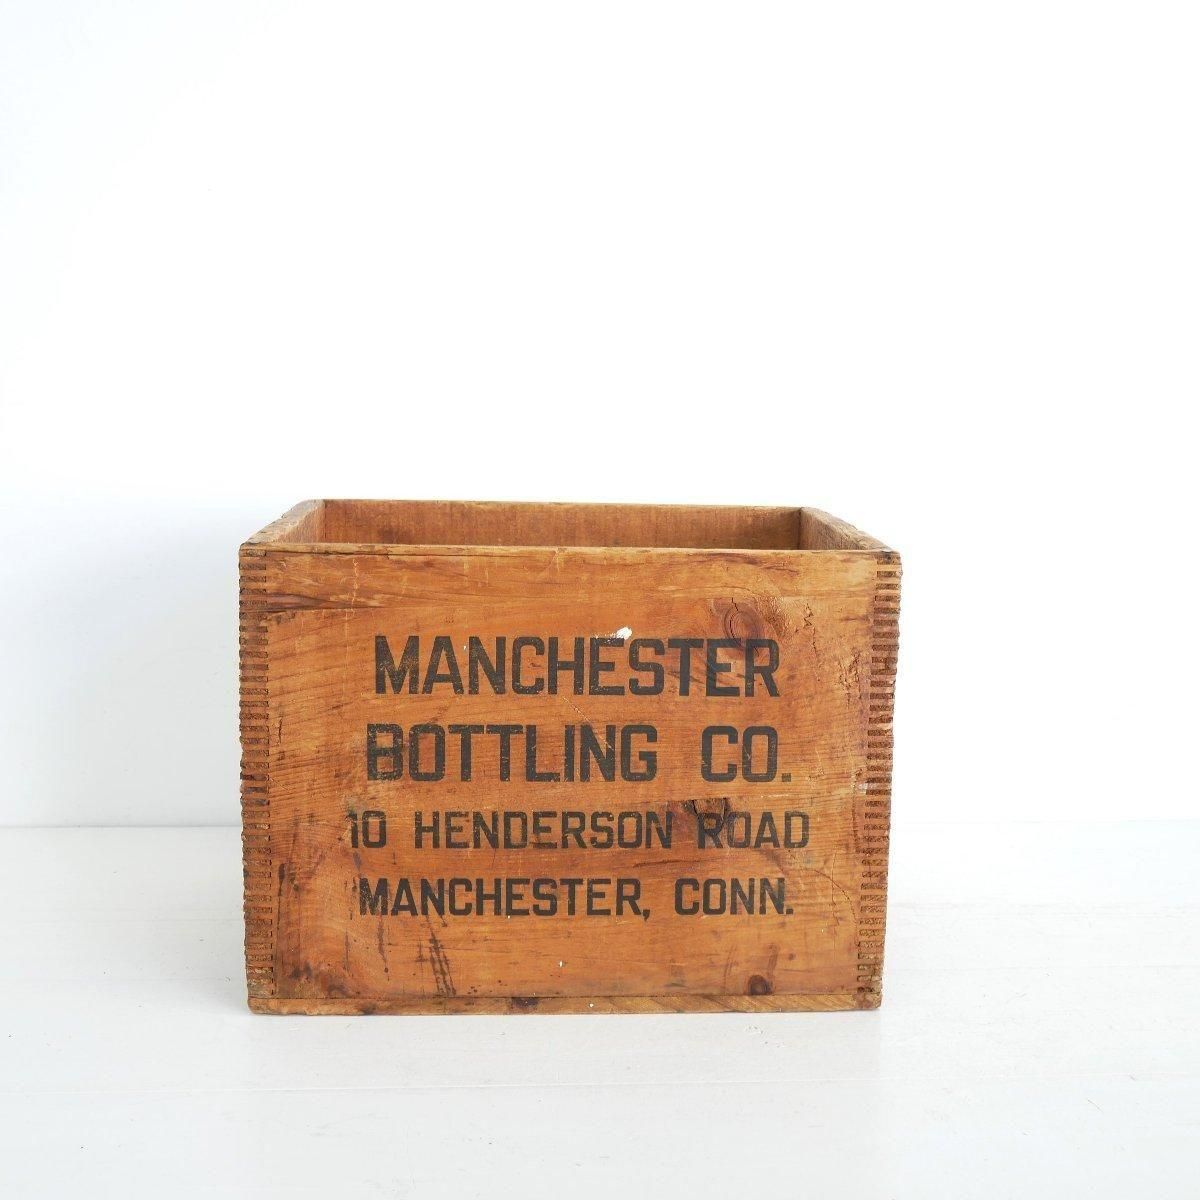 MANCHESTER
BOTTLING CO.
10 HENDERSON ROAD
MANCHESTER, CONN.